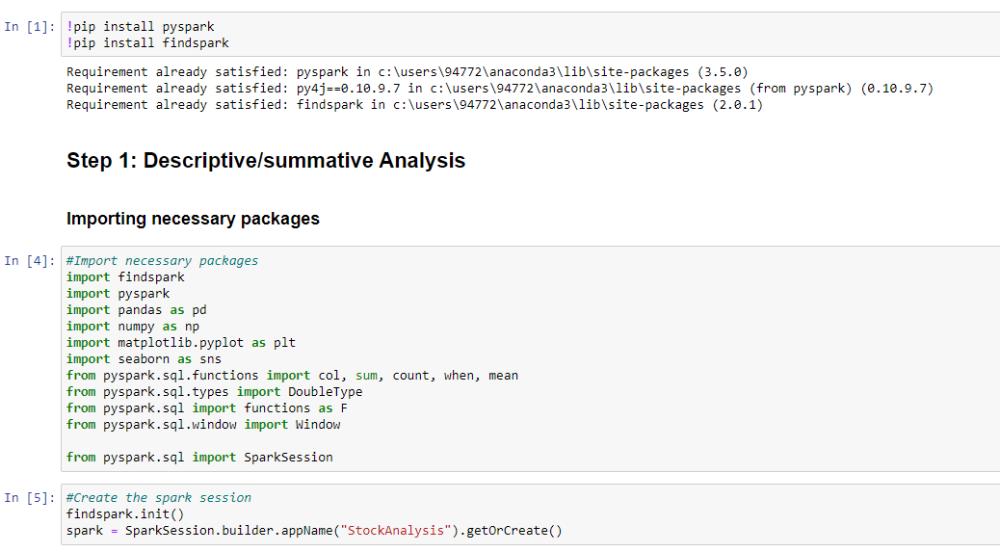 In [1]: !pip install pyspark
!pip install findspark
Requirement already satisfied: pyspark in c:\users\94772\anaconda3\lib\site-packages (3.5.0)
Requirement already satisfied: py4j==0.10.9.7 in c:\users\94772\anaconda3\lib\site-packages (from pyspark) (0.10.9.7)
Requirement already satisfied: findspark in c:\users\94772\anaconda3\lib\site-packages (2.0.1)
Step 1: Descriptive/summative Analysis
Importing necessary packages
In [4]: #Import necessary packages
import findspark
import pyspark
import pandas as pd
import numpy as np
import matplotlib.pyplot as plt
import seaborn as sns
from pyspark.sql.functions import col, sum, count, when, mean
from pyspark.sql.types import DoubleType
from pyspark.sql import functions as F
from pyspark.sql.window import Window
from pyspark.sql import SparkSession
In [5]: #Create the spark session
findspark.init()
spark = SparkSession.builder.appName("StockAnalysis").getOrCreate()